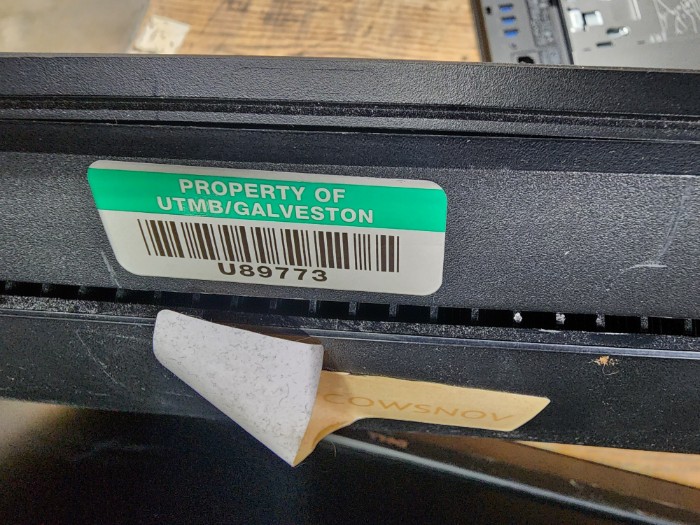 PROPERTY OF
UTMB/GALVESTON
U89773
COWSNOV